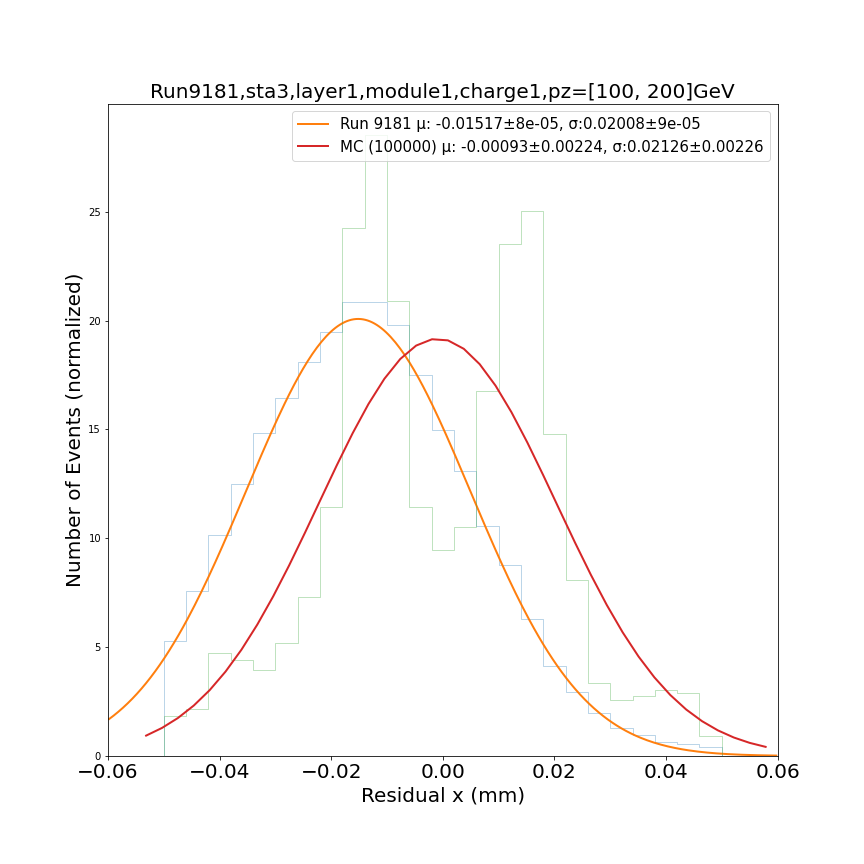 Run9181,sta3,layer1,module1,charge1,pz=[100, 200]GeV
Run 9181 μ: -0.01517±8e-05, σ:0.02008±9e-05
MC (100000) μ: -0.00093±0.00224, σ:0.02126±0.00226
Number of Events (normalized)
25
20
15
10
5
0
−0.06 −0.04 −0.02 0.00 0.02 0.04 0.06
Residual x (mm)